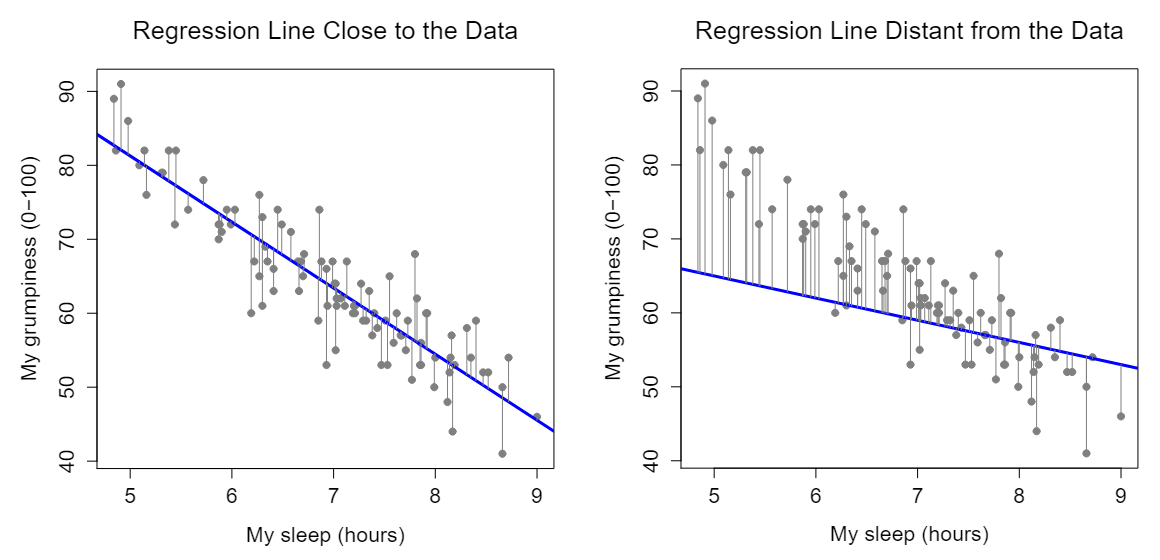 Regression Line Close to the Data
90
80
70
60
50
40
My grumpiness (0−100)
5 6 7 8 9
My sleep (hours)
Regression Line Distant from the Data
90
80
70
60
50
40
My grumpiness (0−100)
5 6 7 8 9
My sleep (hours)